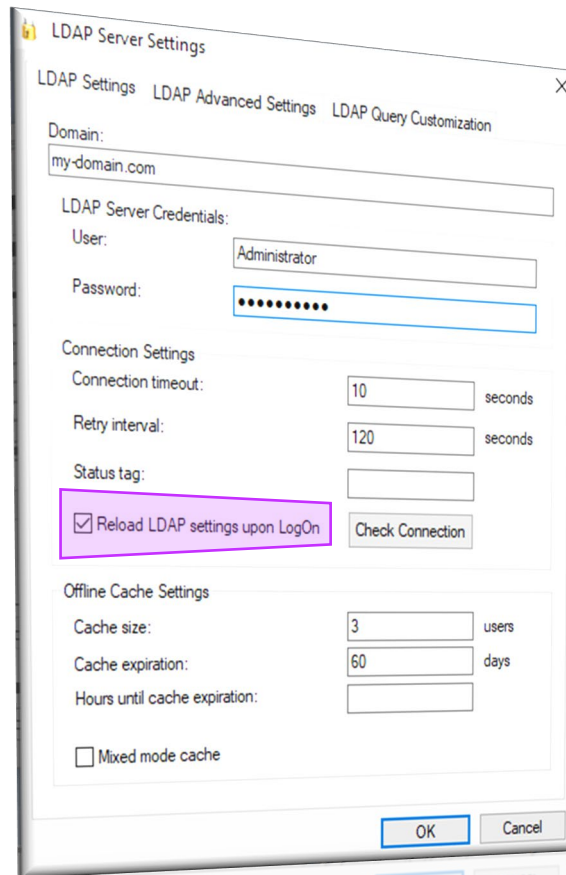 LDAP Server Settings
LDAP Settings LDAP Advanced Settings LDAP Query Customization
Domain:
my-domain.com
LDAP Server Credentials:
User: Administrator
Password: ●●●●●●●●●●
Connection Settings
Connection timeout: 10 seconds
Retry interval: 120 seconds
Status tag:
Reload LDAP settings upon LogOn Check Connection
Offline Cache Settings
Cache size: 3 users
Cache expiration: 60 days
Hours until cache expiration:
Mixed mode cache
OK Cancel